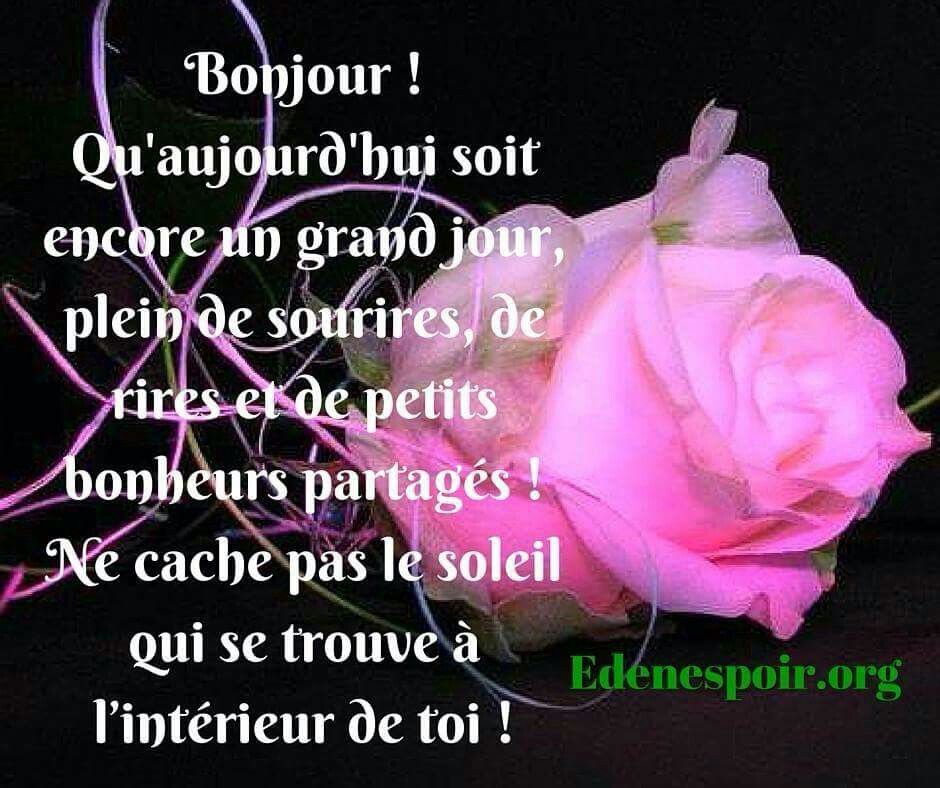 Bonjour !
Qu'aujourd'hui soit
encore un grand jour,
plein de sourires, de
rires et de petits
bonheurs partagés !
Ne cache pas le soleil
qui se trouve à
l'intérieur de toi !
Edenespoir.org